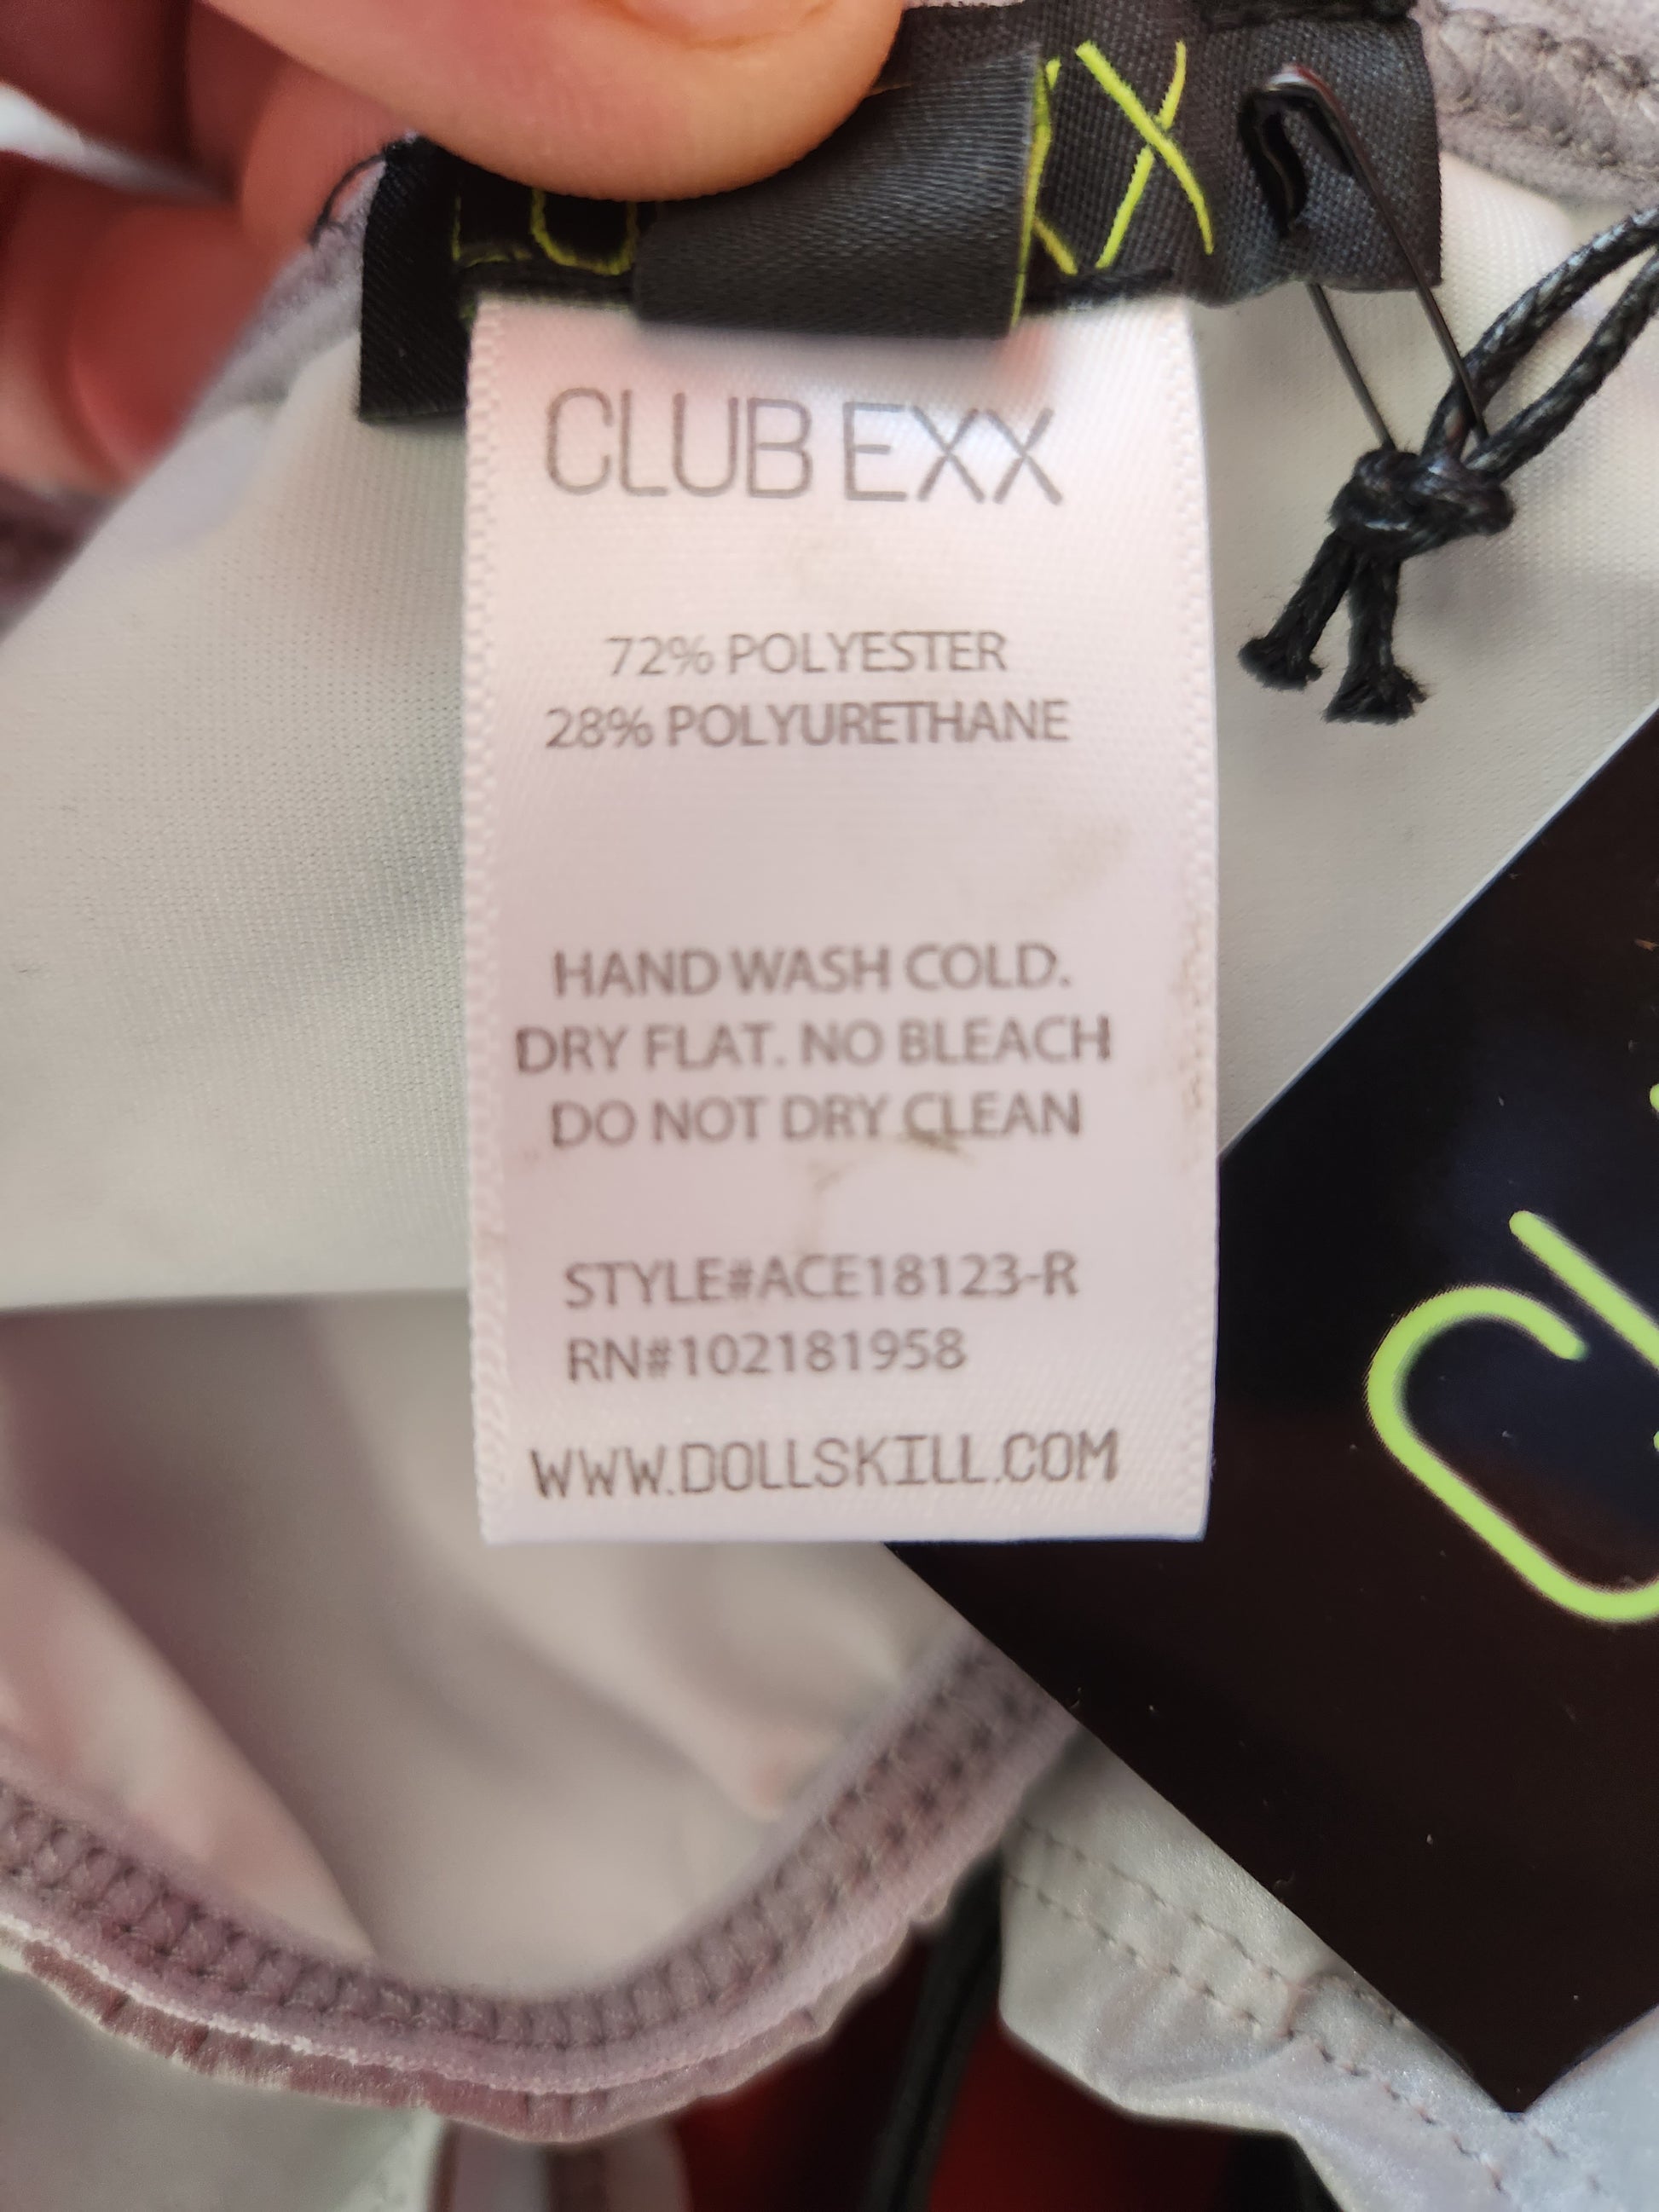 CLUB EXX
72% POLYESTER
28% POLYURETHANE
HAND WASH COLD.
DRY FLAT. NO BLEACH
DO NOT DRY CLEAN
STYLE#ACE18123-R
RN#102181958
WWW.DOLLSKILL.COM